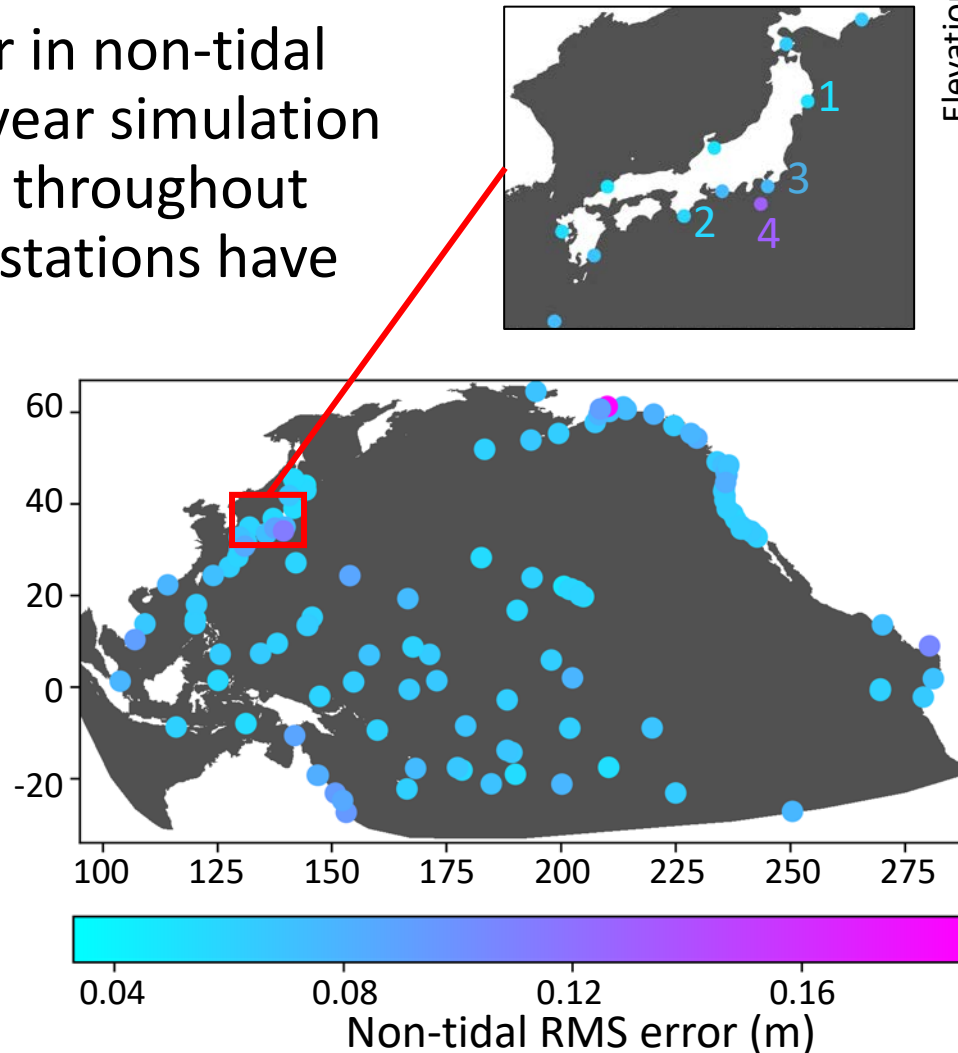 r in non-tidal
year simulation
throughout
stations have
Elevation
1
3
2
4
60
40
20
0
-20
100 125 150 175 200 225 250 275
0.04 0.08 0.12 0.16
Non-tidal RMS error (m)